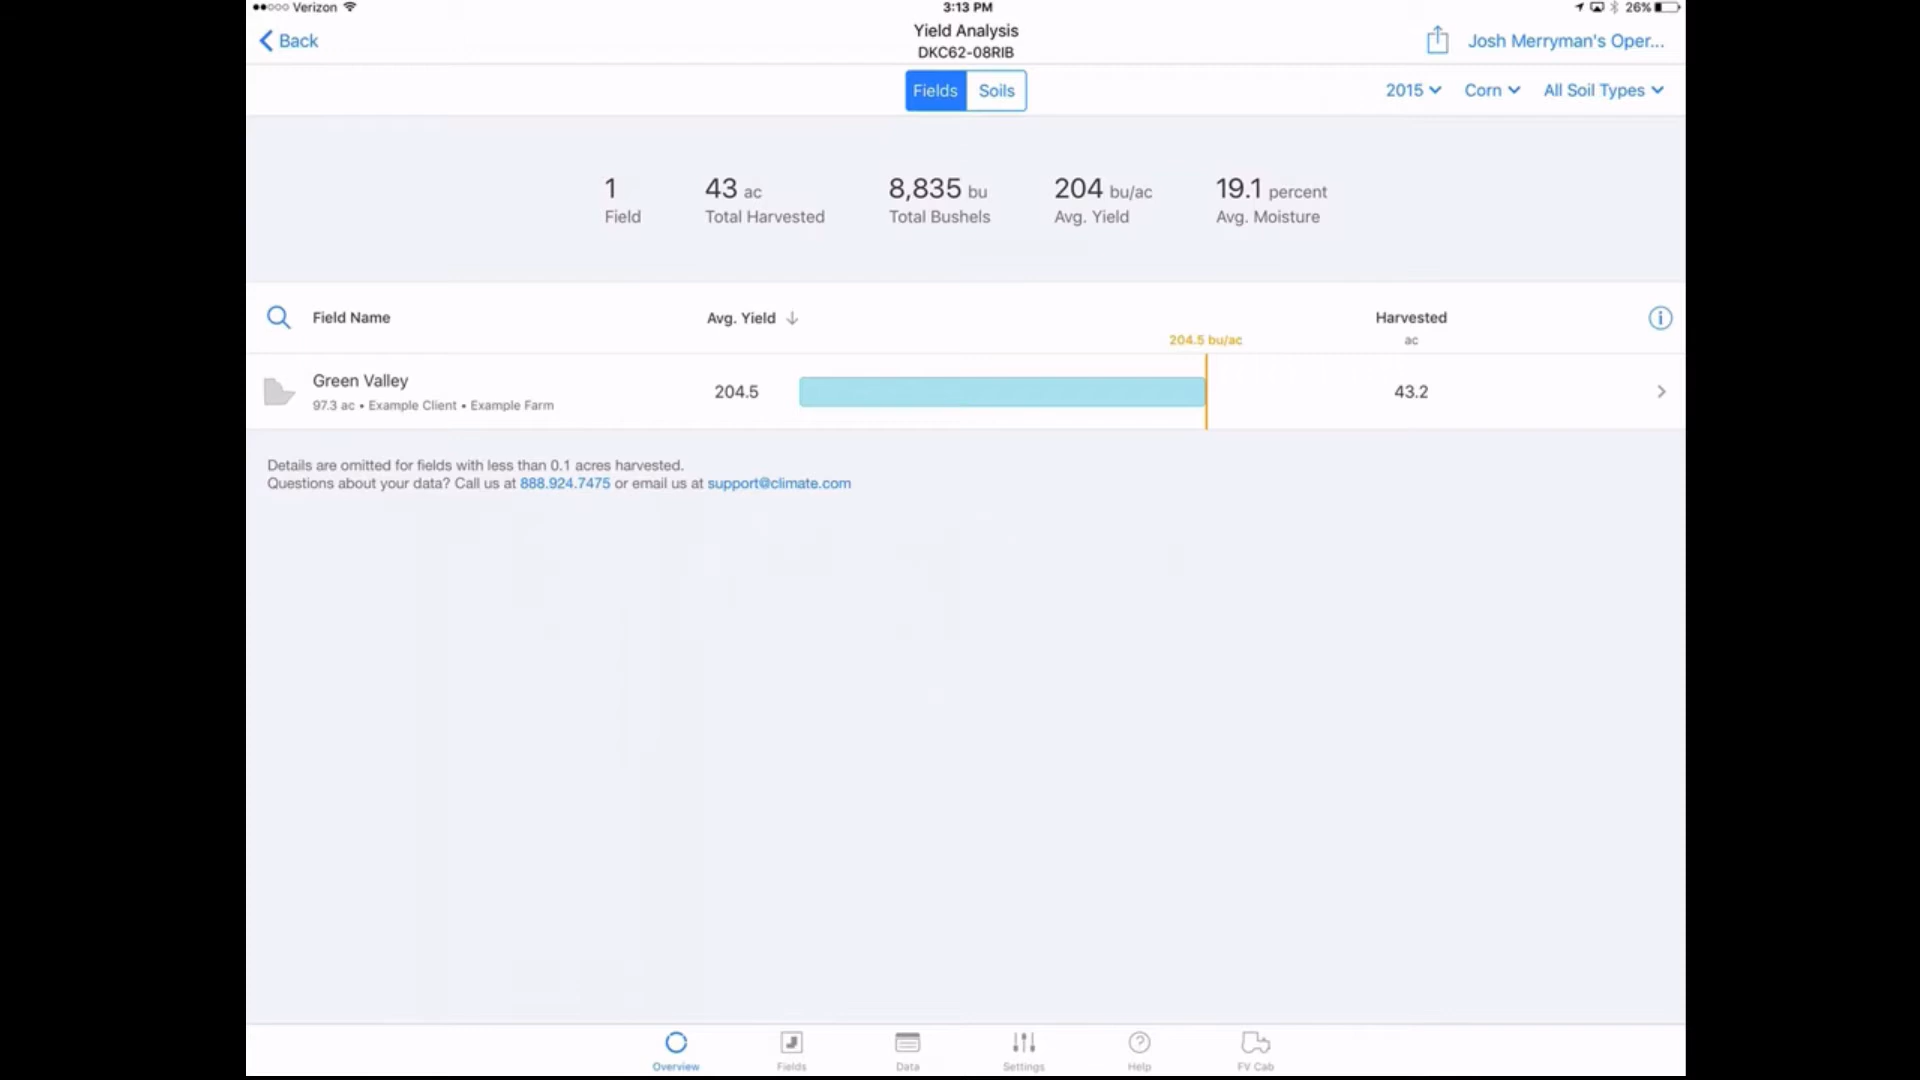 Verizon 3:13 PM 26%
Back Yield Analysis Josh Merryman's Oper...
DKC62-08RIB
Fields Soils 2015 Corn All Soil Types
1 43 ac 8,835 bu 204 bu/ac 19.1 percent
Field Total Harvested Total Bushels Avg. Yield Avg. Moisture
Field Name Avg. Yield ↓ Harvested
204.5 bu/ac ac
Green Valley 204.5 43.2
97.3 ac • Example Client • Example Farm
Details are omitted for fields with less than 0.1 acres harvested.
Questions about your data? Call us at 888.924.7475 or email us at support@climate.com
Overview Fields Data Settings Help FV Cab